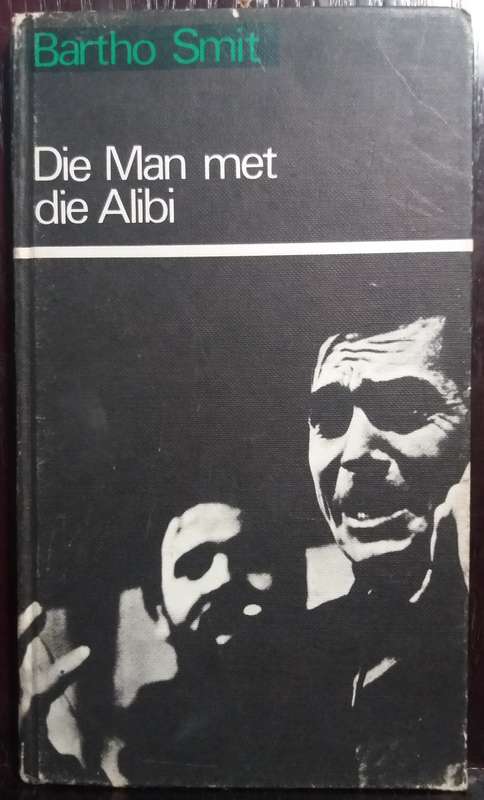 Bartho Smit
Die Man met
die Alibi